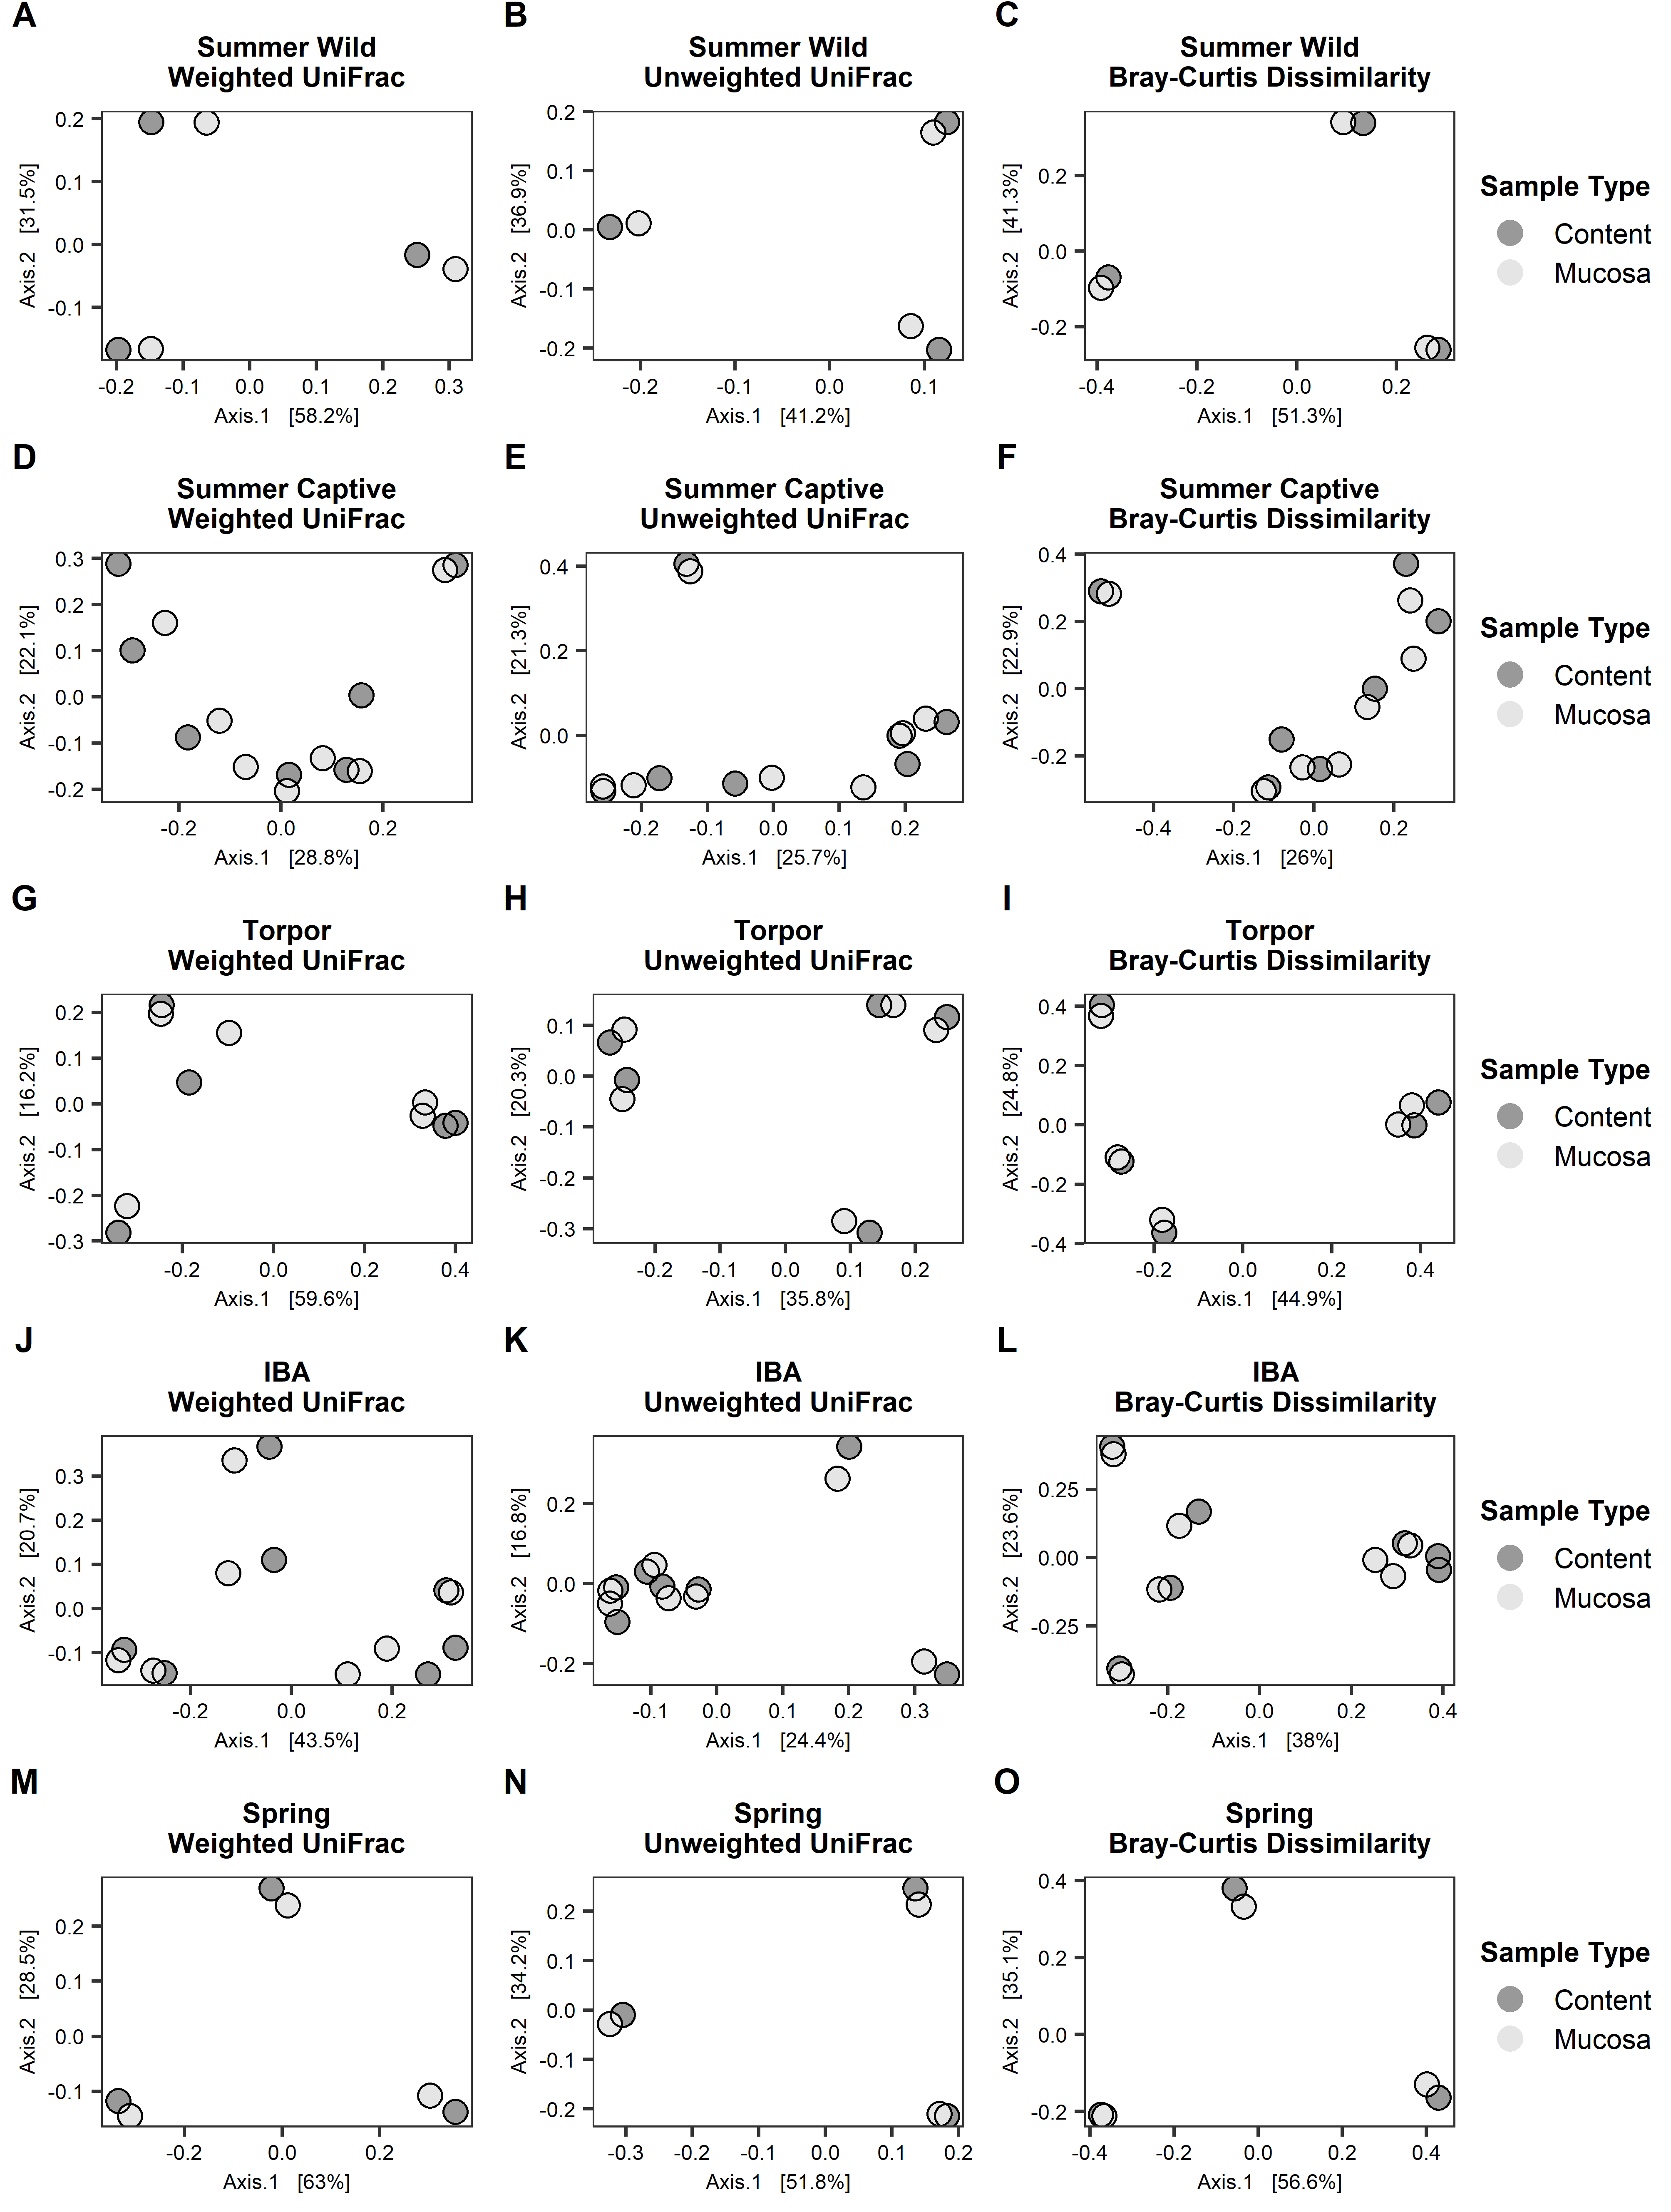 A
B
C
Summer Wild
Weighted UniFrac
Summer Wild
Unweighted UniFrac
Summer Wild
Bray-Curtis Dissimilarity
Axis.2 [31.5%]
0.2
0.1
0.0
-0.1
-0.2 -0.1 0.0 0.1 0.2 0.3
Axis.1 [58.2%]
Axis.2 [36.9%]
0.2
0.1
0.0
-0.1
-0.2
-0.2 -0.1 0.0 0.1
Axis.1 [41.2%]
Axis.2 [41.3%]
0.2
0.0
-0.2
-0.4 -0.2 0.0 0.2
Axis.1 [51.3%]
Sample Type
Content
Mucosa
D
E
F
Summer Captive
Weighted UniFrac
Summer Captive
Unweighted UniFrac
Summer Captive
Bray-Curtis Dissimilarity
Axis.2 [22.1%]
0.3
0.2
0.1
0.0
-0.1
-0.2
-0.2 0.0 0.2
Axis.1 [28.8%]
Axis.2 [21.3%]
0.4
0.2
0.0
-0.2 -0.1 0.0 0.1 0.2
Axis.1 [25.7%]
Axis.2 [22.9%]
0.4
0.2
0.0
-0.2
-0.4 -0.2 0.0 0.2
Axis.1 [26%]
Sample Type
Content
Mucosa
G
H
I
Torpor
Weighted UniFrac
Torpor
Unweighted UniFrac
Torpor
Bray-Curtis Dissimilarity
Axis.2 [16.2%]
0.2
0.1
0.0
-0.1
-0.2
-0.3
-0.2 0.0 0.2 0.4
Axis.1 [59.6%]
Axis.2 [20.3%]
0.1
0.0
-0.1
-0.2
-0.3
-0.2 -0.1 0.0 0.1 0.2
Axis.1 [35.8%]
Axis.2 [24.8%]
0.4
0.2
0.0
-0.2
-0.4
-0.2 0.0 0.2 0.4
Axis.1 [44.9%]
Sample Type
Content
Mucosa
J
K
L
IBA
Weighted UniFrac
IBA
Unweighted UniFrac
IBA
Bray-Curtis Dissimilarity
Axis.2 [20.7%]
0.3
0.2
0.1
0.0
-0.1
-0.2 0.0 0.2
Axis.1 [43.5%]
Axis.2 [16.8%]
0.2
0.0
-0.2
-0.1 0.0 0.1 0.2 0.3
Axis.1 [24.4%]
Axis.2 [23.6%]
0.25
0.00
-0.25
-0.2 0.0 0.2 0.4
Axis.1 [38%]
Sample Type
Content
Mucosa
M
N
O
Spring
Weighted UniFrac
Spring
Unweighted UniFrac
Spring
Bray-Curtis Dissimilarity
Axis.2 [28.5%]
0.2
0.1
0.0
-0.1
-0.2 0.0 0.2
Axis.1 [63%]
Axis.2 [34.2%]
0.2
0.1
0.0
-0.1
-0.2
-0.3 -0.2 -0.1 0.0 0.1 0.2
Axis.1 [51.8%]
Axis.2 [35.1%]
0.4
0.2
0.0
-0.2
-0.4 -0.2 0.0 0.2 0.4
Axis.1 [56.6%]
Sample Type
Content
Mucosa